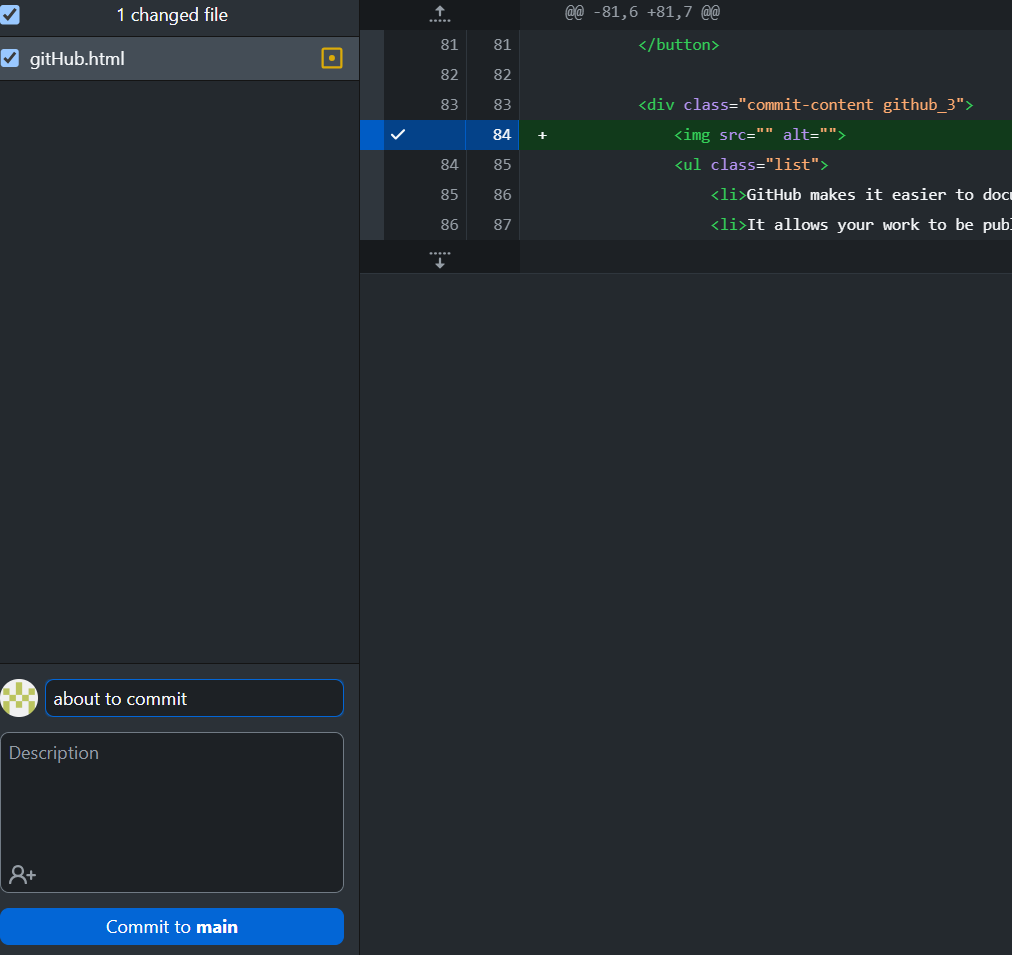 1 changed file
gitHub.html
about to commit
Description
Commit to main
@@ -81,6 +81,7 @@
81 81 </button>
82 82
83 83 <div class="commit-content github_3">
84 + <img src="" alt="">
84 85 <ul class="list">
85 86 <li>GitHub makes it easier to docu
86 87 <li>It allows your work to be publ